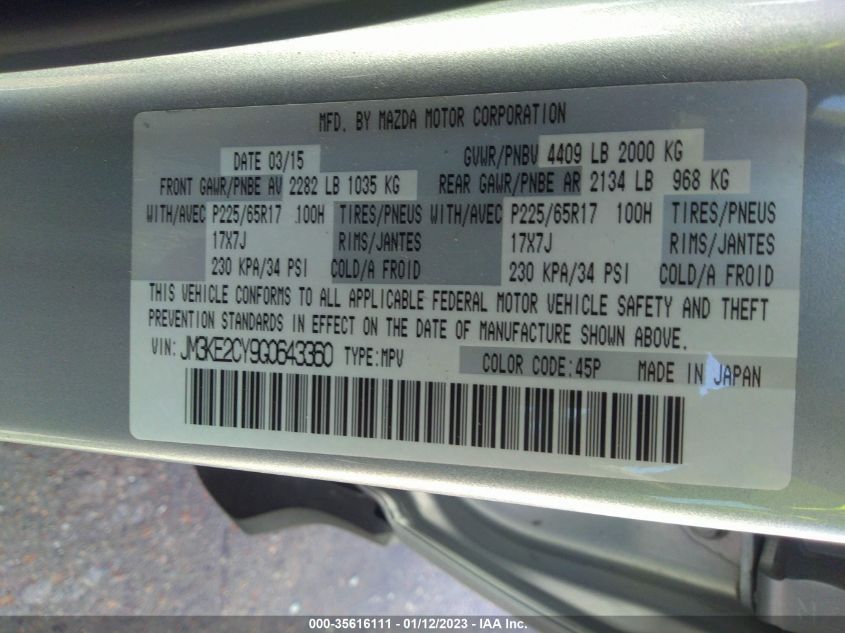 MFD. BY MAZDA MOTOR CORPORATION
DATE 03/15 GVWR/PNBV 4409 LB 2000 KG
FRONT GAWR/PNBE AV 2282 LB 1035 KG REAR GAWR/PNBE AR 2134 LB 968 KG
WITH/AVEC P225/65R17 100H TIRES/PNEUS WITH/AVEC P225/65R17 100H TIRES/PNEUS
17X7J RIMS/JANTES 17X7J RIMS/JANTES
230 KPA/34 PSI COLD/A FROID 230 KPA/34 PSI COLD/A FROID
THIS VEHICLE CONFORMS TO ALL APPLICABLE FEDERAL MOTOR VEHICLE SAFETY AND THEFT
PREVENTION STANDARDS IN EFFECT ON THE DATE OF MANUFACTURE SHOWN ABOVE.
VIN: JM3KE2CY9G0643360 TYPE:MPV COLOR CODE:45P MADE IN JAPAN
000-35616111 - 01/12/2023 - IAA, Inc.